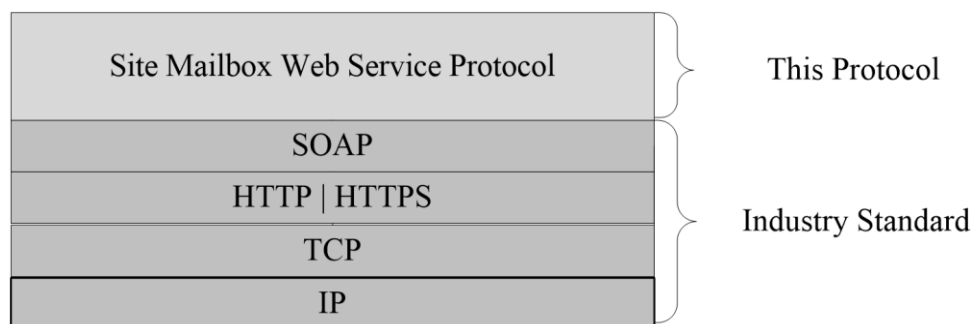 Site Mailbox Web Service Protocol
This Protocol
SOAP
HTTP | HTTPS
TCP
Industry Standard
IP